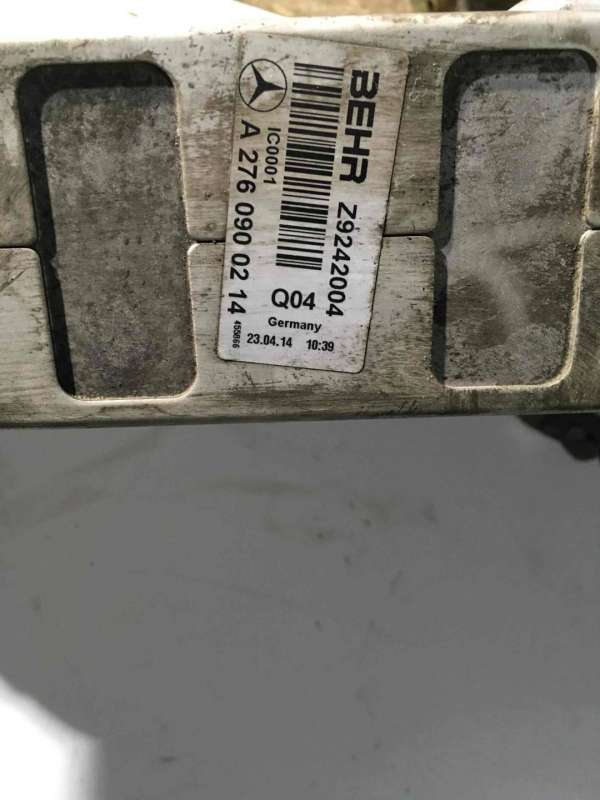 BEHR Z9242004
IC0001
A 276 090 02 14
Q04
Germany
23.04.14 10:39